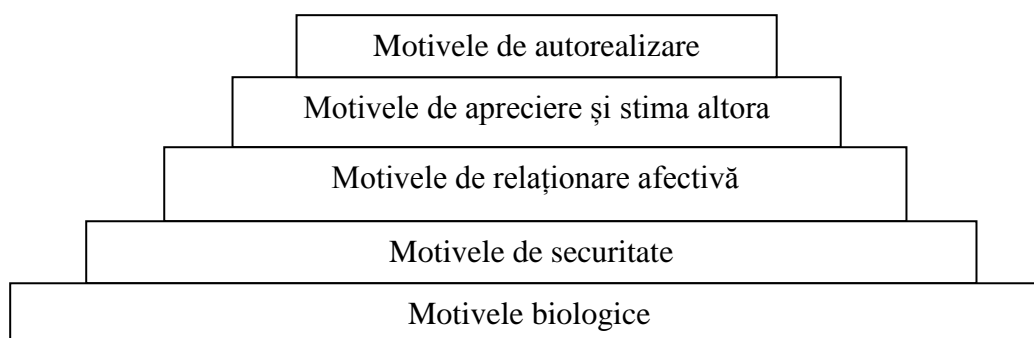 Motivele de autorealizare
Motivele de apreciere și stima altora
Motivele de relaționare afectivă
Motivele de securitate
Motivele biologice